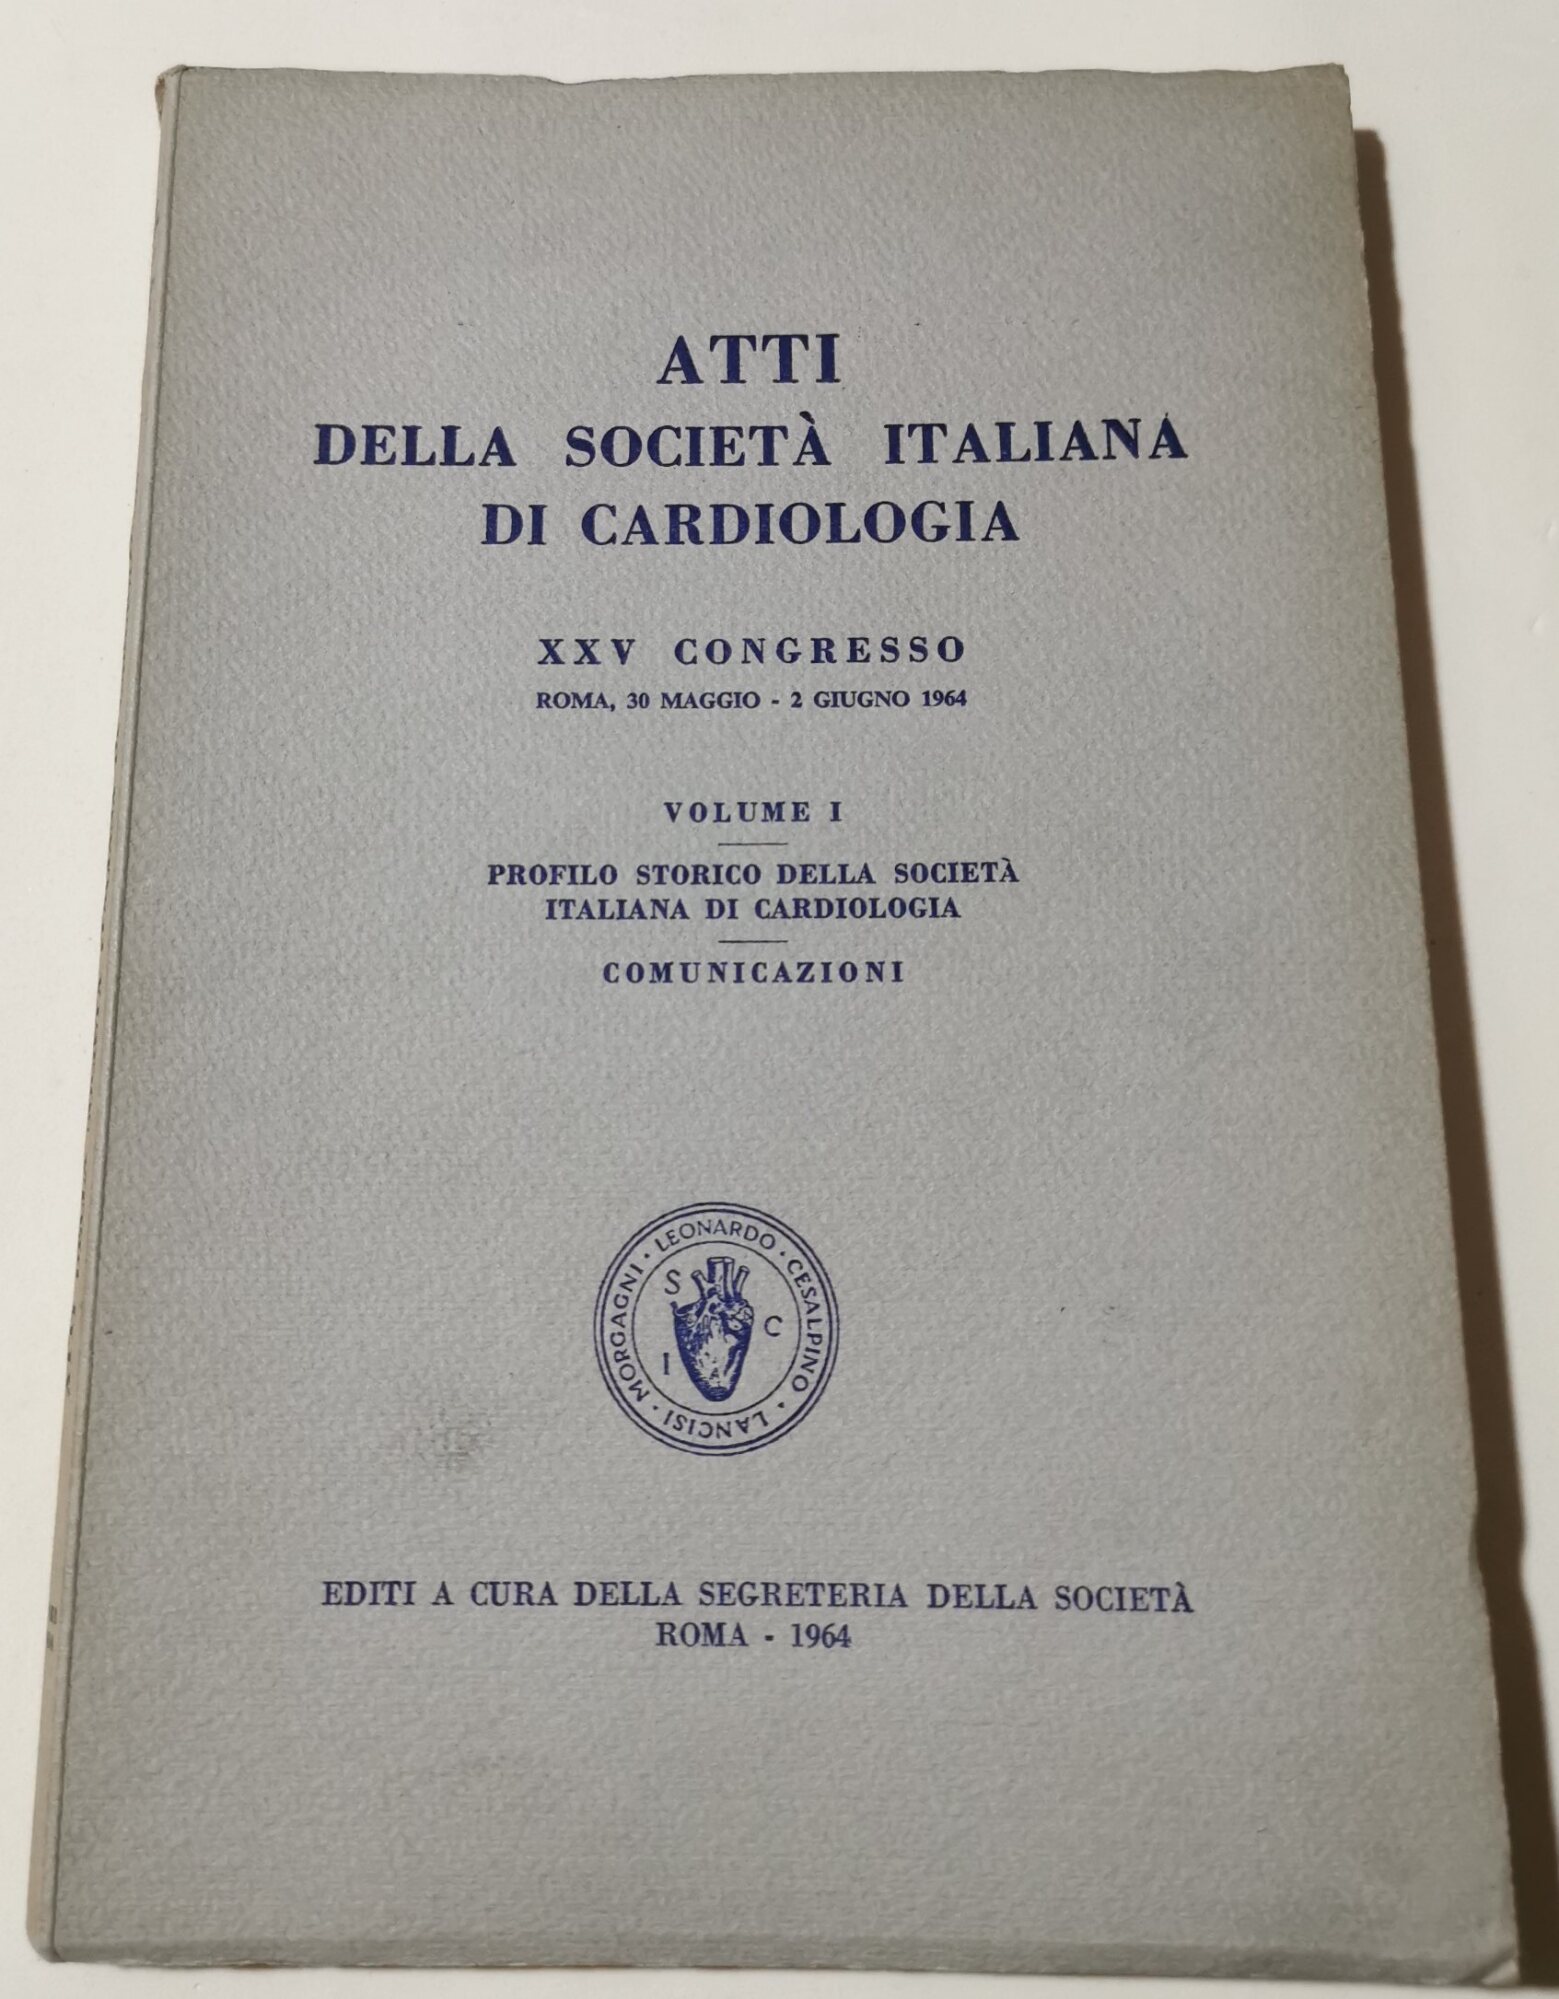 ATTI
DELLA SOCIETÀ ITALIANA
DI CARDIOLOGIA
XXV CONGRESSO
ROMA, 30 MAGGIO - 2 GIUGNO 1964
VOLUME I
PROFILO STORICO DELLA SOCIETÀ
ITALIANA DI CARDIOLOGIA
COMUNICAZIONI
MORGAGNI · LEONARDO · CESALPINO · LANCISI ·
S
I
C
EDITI A CURA DELLA SEGRETERIA DELLA SOCIETÀ
ROMA - 1964